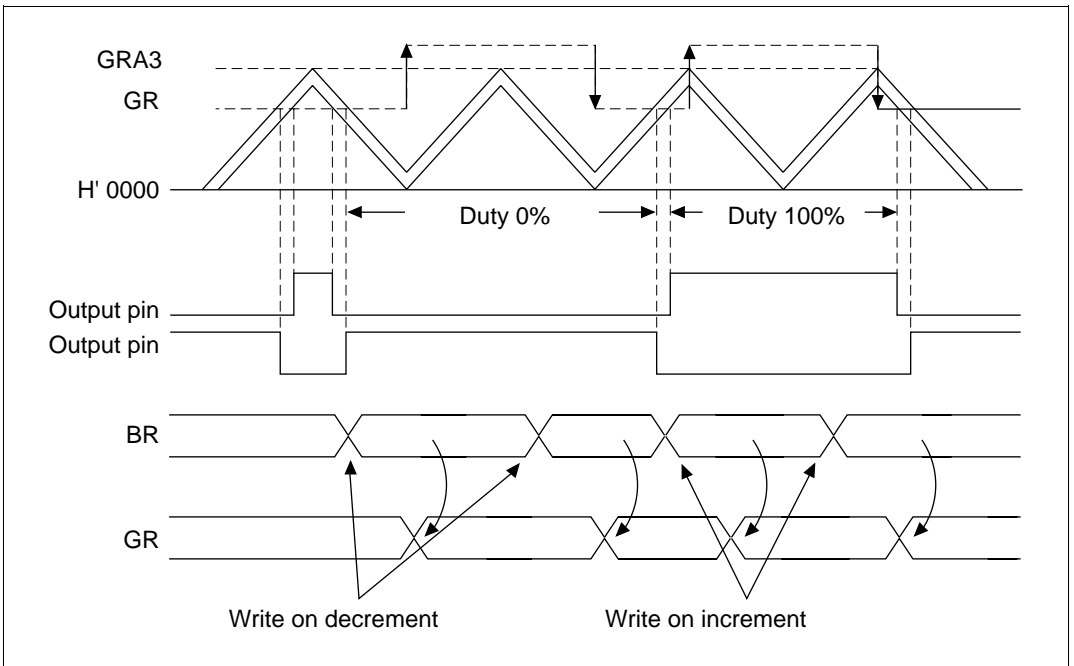 GRA3
GR
H' 0000
Duty 0%
Duty 100%
Output pin
Output pin
BR
GR
Write on decrement
Write on increment